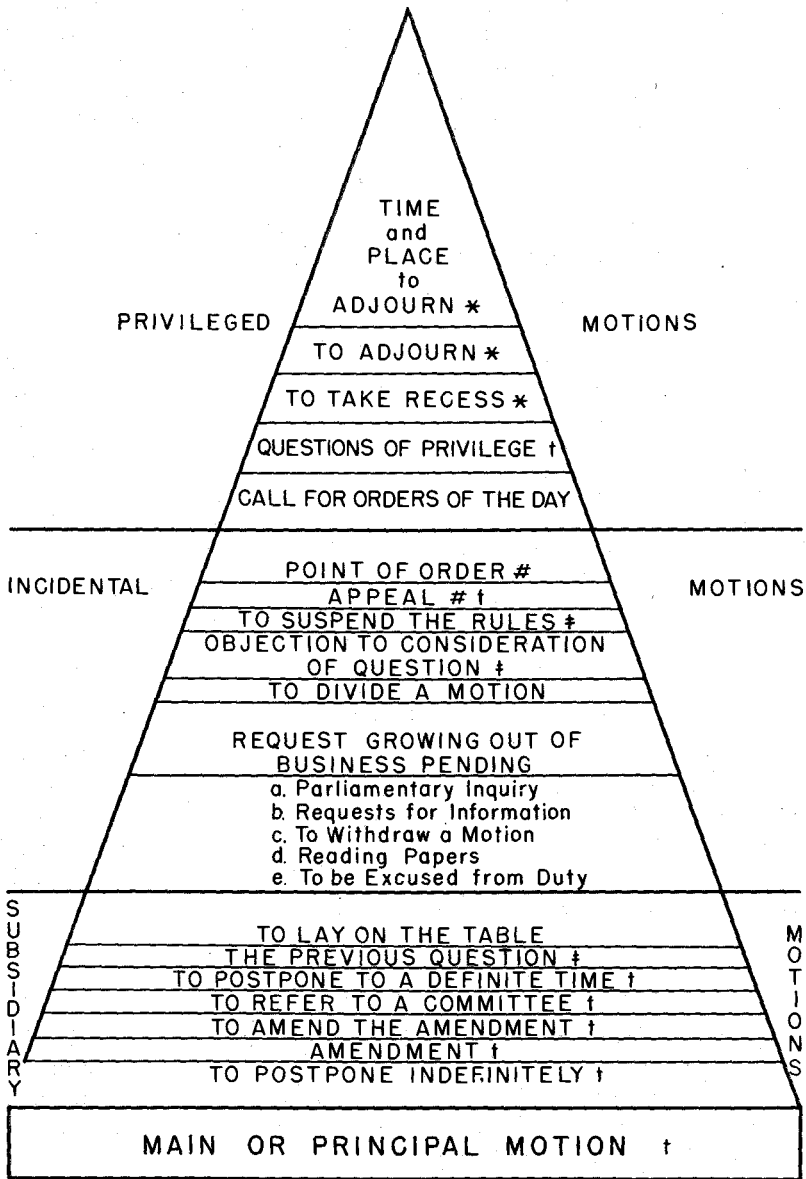 TIME
and
PLACE
to
ADJOURN *
PRIVILEGED MOTIONS
TO ADJOURN *
TO TAKE RECESS *
QUESTIONS OF PRIVILEGE †
CALL FOR ORDERS OF THE DAY
INCIDENTAL MOTIONS
POINT OF ORDER #
APPEAL # †
TO SUSPEND THE RULES ‡
OBJECTION TO CONSIDERATION
OF QUESTION ‡
TO DIVIDE A MOTION
REQUEST GROWING OUT OF
BUSINESS PENDING
a. Parliamentary Inquiry
b. Requests for Information
c. To Withdraw a Motion
d. Reading Papers
e. To be Excused from Duty
SUBSIDIARY MOTIONS
TO LAY ON THE TABLE
THE PREVIOUS QUESTION ‡
TO POSTPONE TO A DEFINITE TIME †
TO REFER TO A COMMITTEE †
TO AMEND THE AMENDMENT †
AMENDMENT †
TO POSTPONE INDEFINITELY †
MAIN OR PRINCIPAL MOTION †